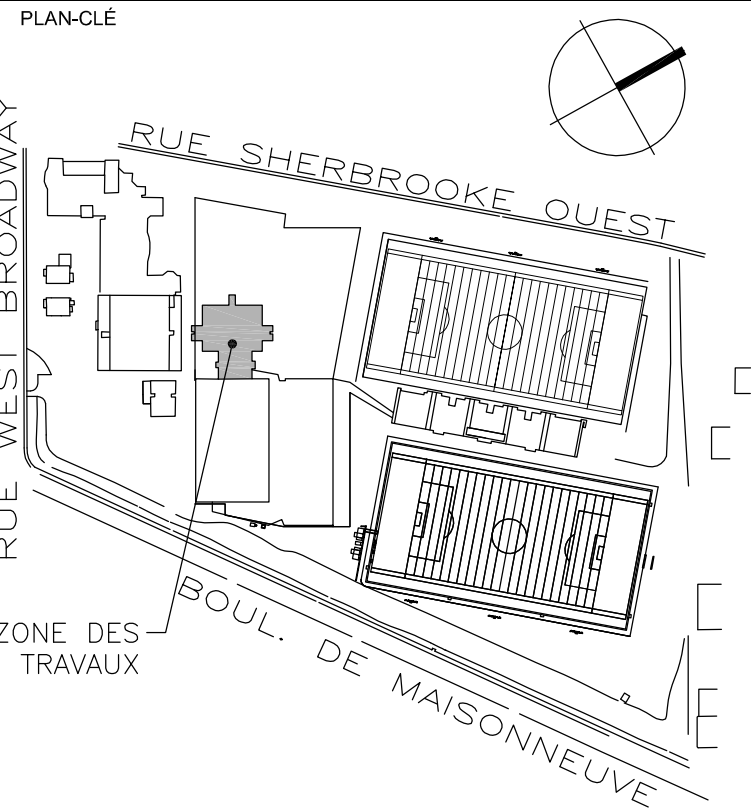 PLAN-CLÉ
RUE WEST BROADWAY
RUE SHERBROOKE OUEST
ZONE DES
TRAVAUX
BOUL. DE MAISONNEUVE